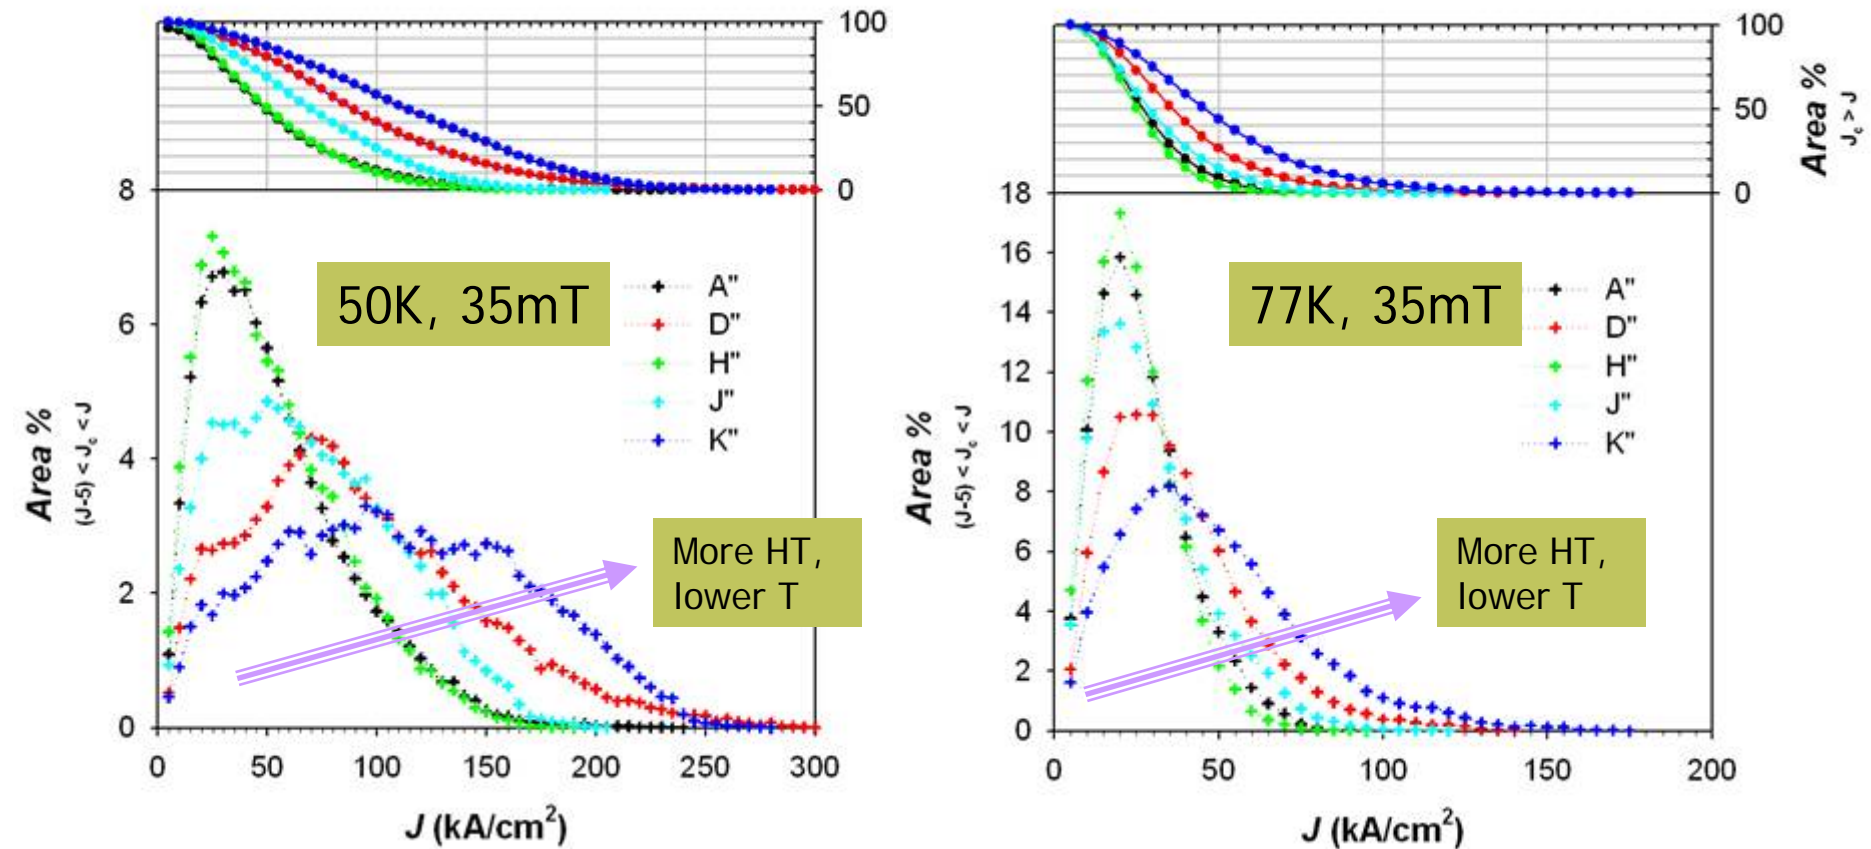 100
50
0
8
6
4
2
0
50K, 35mT
A"
D"
H"
J"
K"
More HT,
lower T
Area %
(J-5) < Jc < J
0 50 100 150 200 250 300
J (kA/cm²)
100
50
0
Area %
Jc > J
18
16
14
12
10
8
6
4
2
0
77K, 35mT
A"
D"
H"
J"
K"
More HT,
lower T
Area %
(J-5) < Jc < J
0 50 100 150 200
J (kA/cm²)